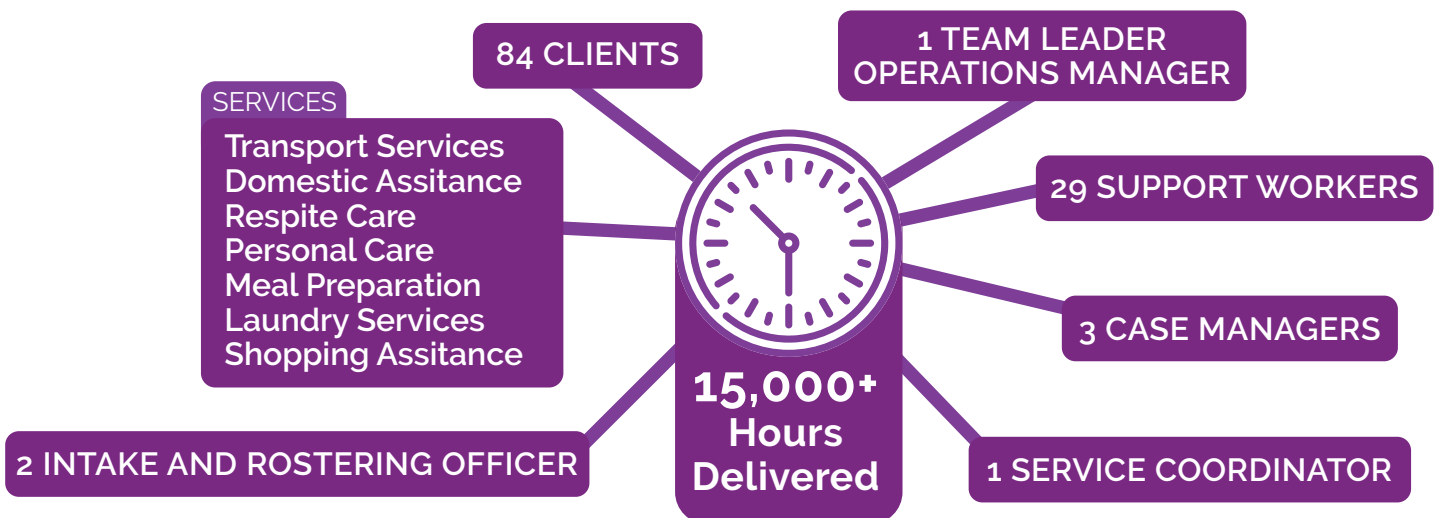 84 CLIENTS
1 TEAM LEADER
OPERATIONS MANAGER
SERVICES
Transport Services
Domestic Assitance
Respite Care
Personal Care
Meal Preparation
Laundry Services
Shopping Assitance
29 SUPPORT WORKERS
3 CASE MANAGERS
15,000+
Hours
Delivered
2 INTAKE AND ROSTERING OFFICER
1 SERVICE COORDINATOR